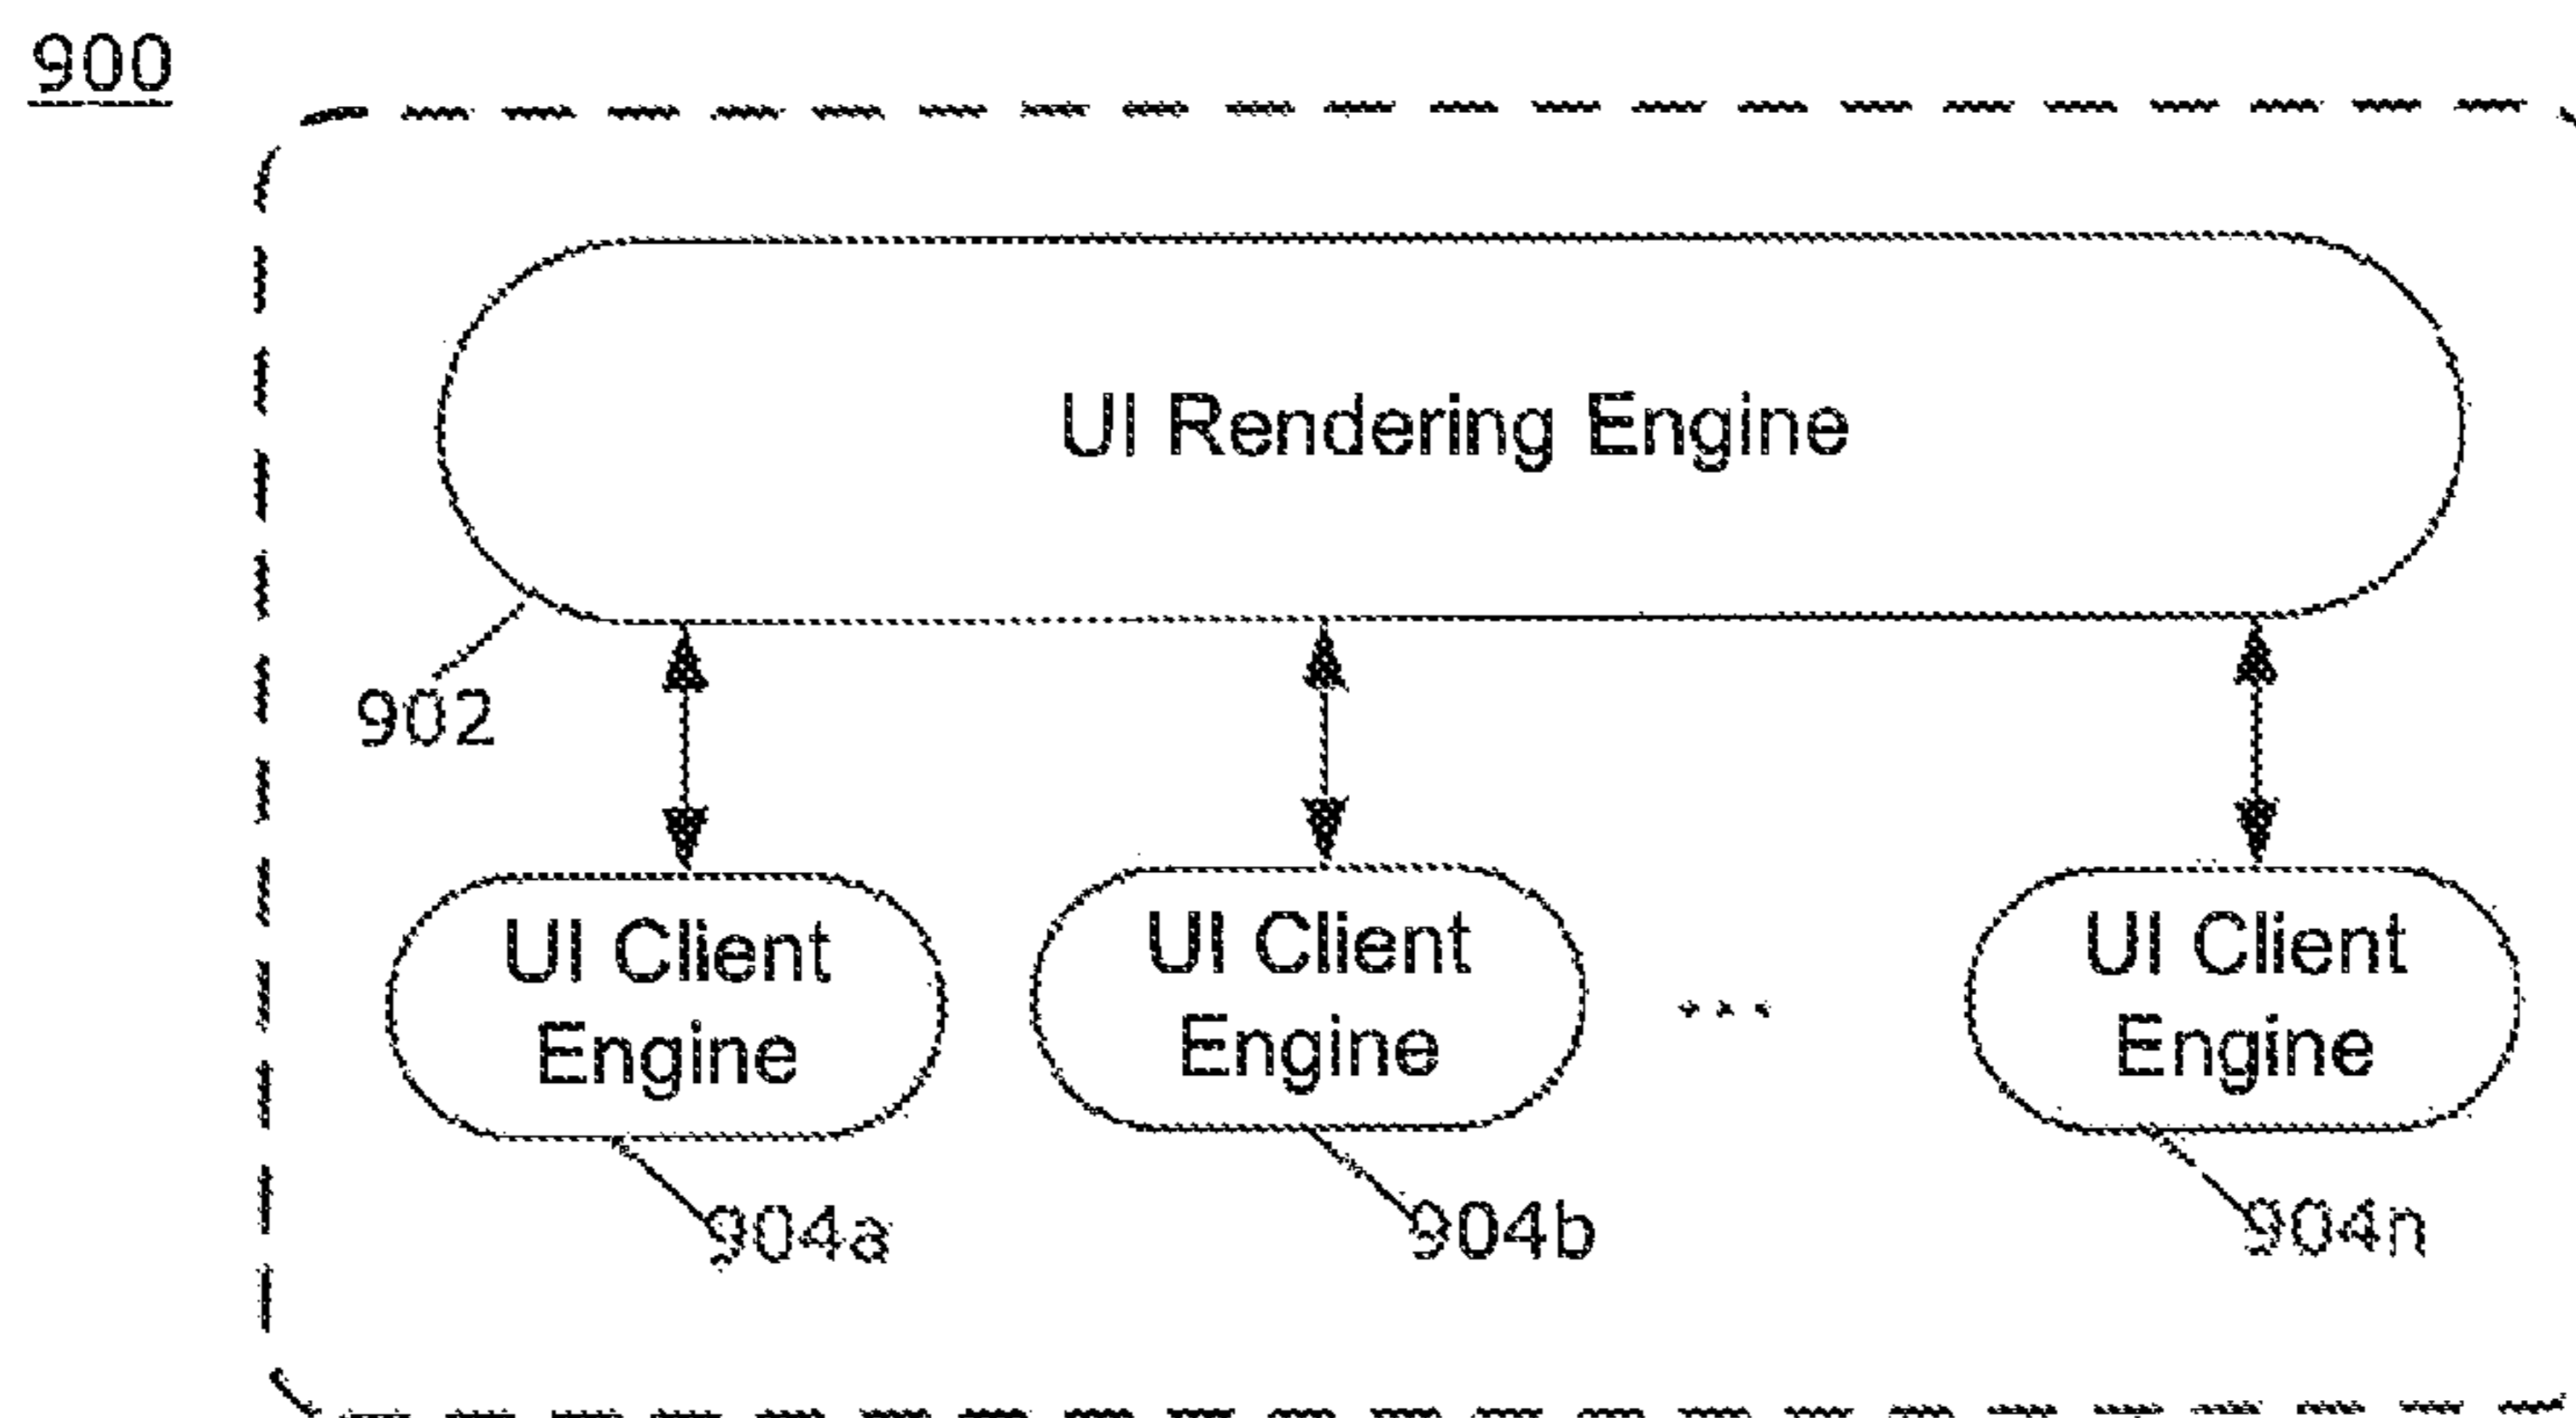 900
UI Rendering Engine
902
UI Client
Engine
UI Client
Engine
...
UI Client
Engine
904a
904b
904n